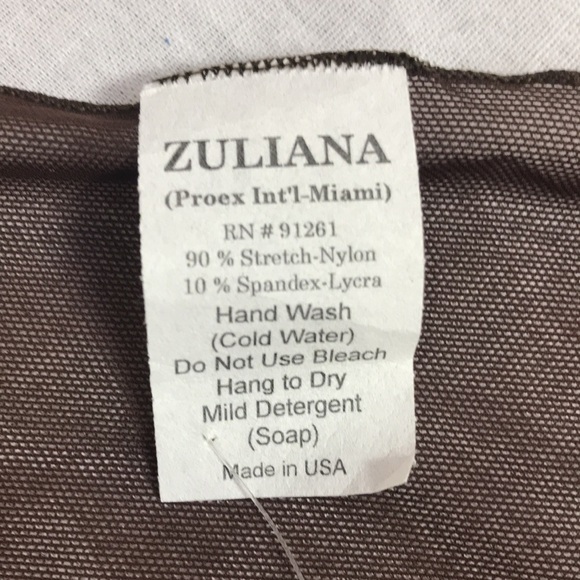 ZULIANA
(Proex Int'l-Miami)
RN # 91261
90 % Stretch-Nylon
10 % Spandex-Lycra
Hand Wash
(Cold Water)
Do Not Use Bleach
Hang to Dry
Mild Detergent
(Soap)
Made in USA